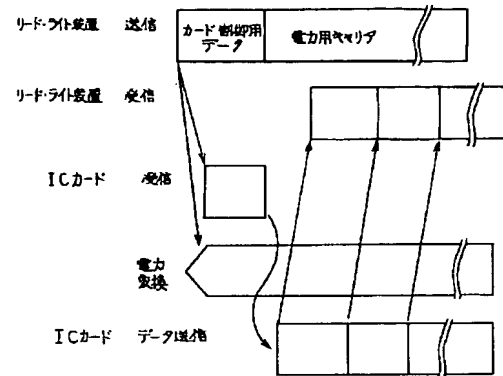 リード・ライト装置 送信
カード制御用
データ
電力用キャリア
リード・ライト装置 受信
ICカード 受信
電力
変換
ICカード データ送信